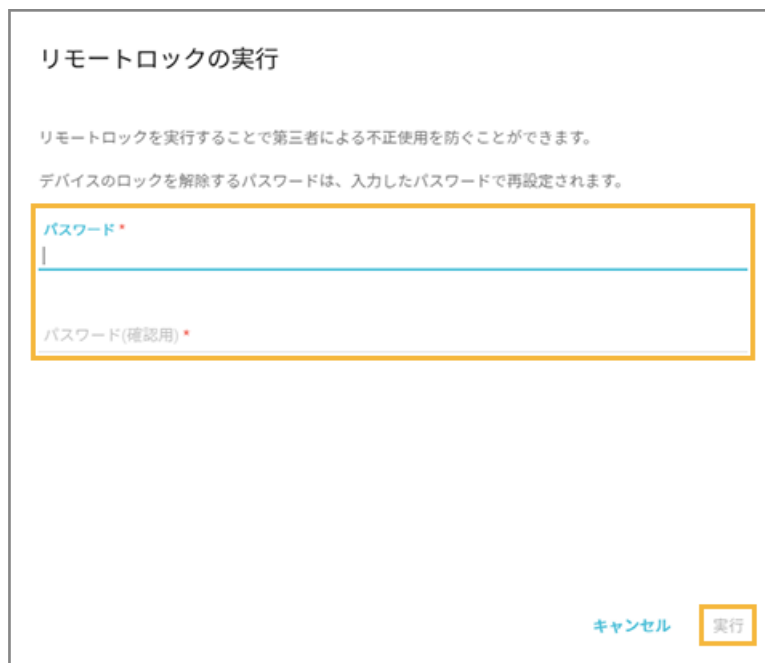 リモートロックの実行
リモートロックを実行することで第三者による不正使用を防ぐことができます。
デバイスのロックを解除するパスワードは、入力したパスワードで再設定されます。
パスワード *
パスワード(確認用) *
キャンセル 実行